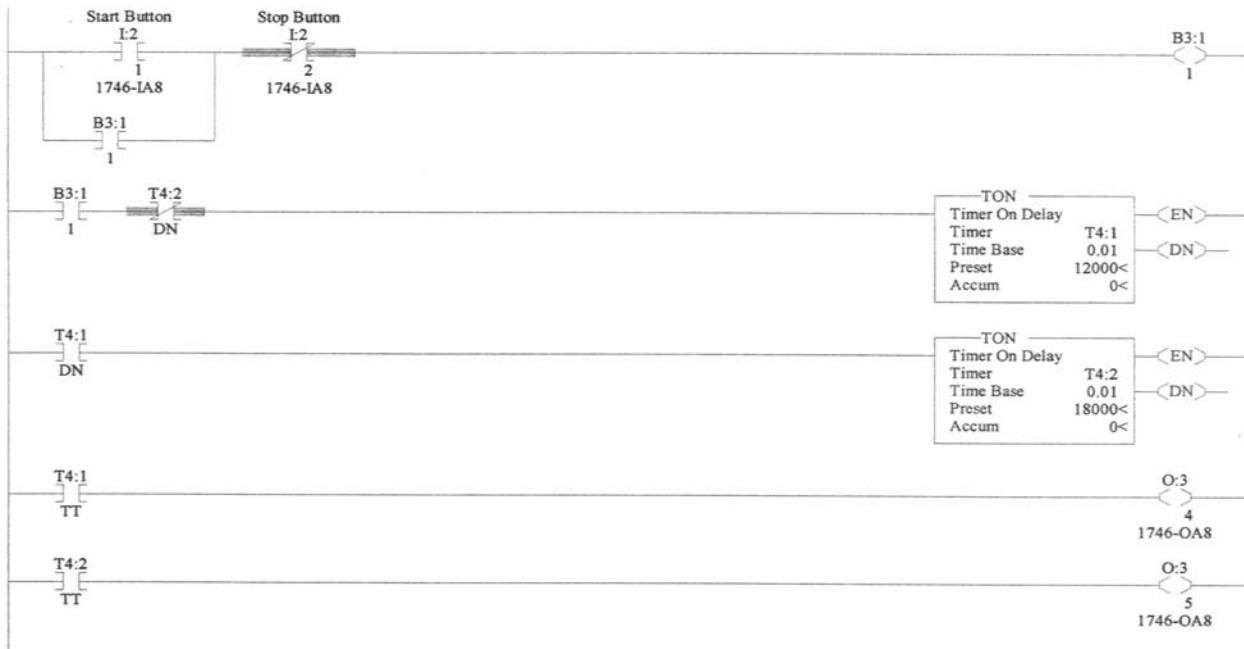 Start Button
I:2
1
1746-IA8
Stop Button
I:2
2
1746-IA8
B3:1
1
B3:1
1
B3:1
1
T4:2
DN
TON
Timer On Delay
Timer T4:1
Time Base 0.01
Preset 12000<
Accum 0<
EN
DN
T4:1
DN
TON
Timer On Delay
Timer T4:2
Time Base 0.01
Preset 18000<
Accum 0<
EN
DN
T4:1
TT
O:3
4
1746-OA8
T4:2
TT
O:3
5
1746-OA8